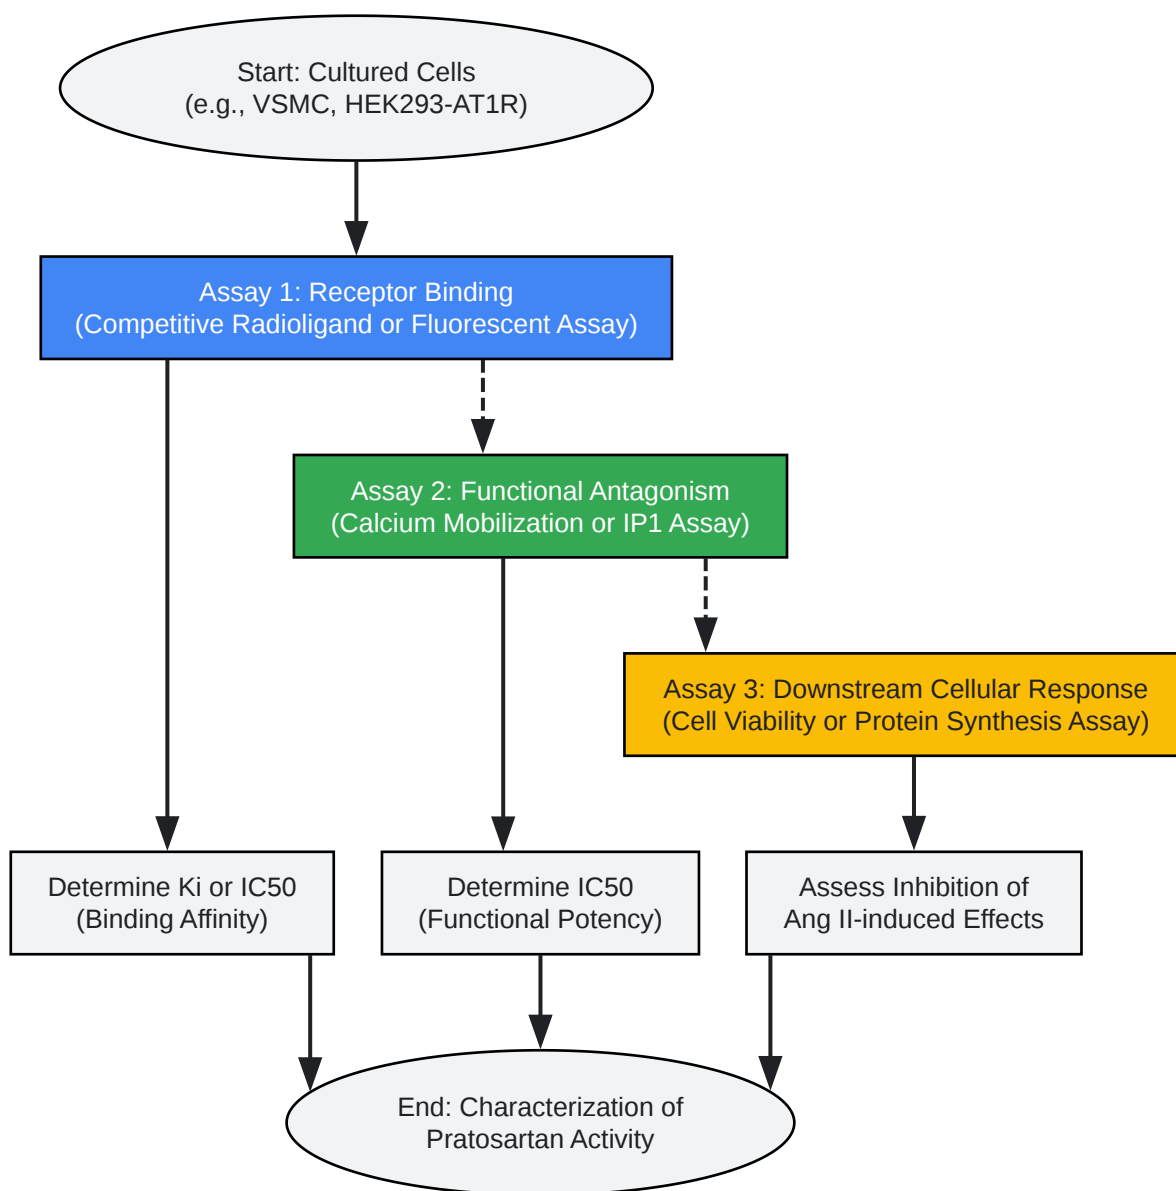 Start: Cultured Cells
(e.g., VSMC, HEK293-AT1R)
Assay 1: Receptor Binding
(Competitive Radioligand or Fluorescent Assay)
Assay 2: Functional Antagonism
(Calcium Mobilization or IP1 Assay)
Assay 3: Downstream Cellular Response
(Cell Viability or Protein Synthesis Assay)
Determine Ki or IC50
(Binding Affinity)
Determine IC50
(Functional Potency)
Assess Inhibition of
Ang II-induced Effects
End: Characterization of
Pratosartan Activity